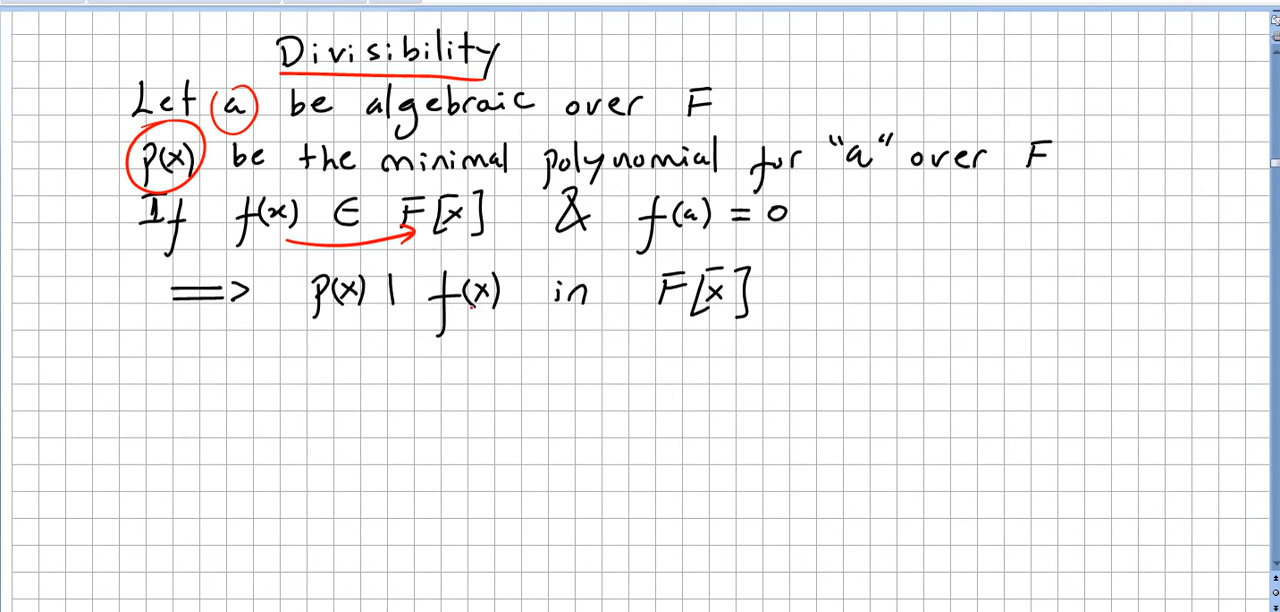 Divisibility
Let a be algebraic over F
p(x) be the minimal polynomial for "a" over F
If f(x) ∈ F[x] & f(a) = 0
⟹ p(x) | f(x) in F[x]